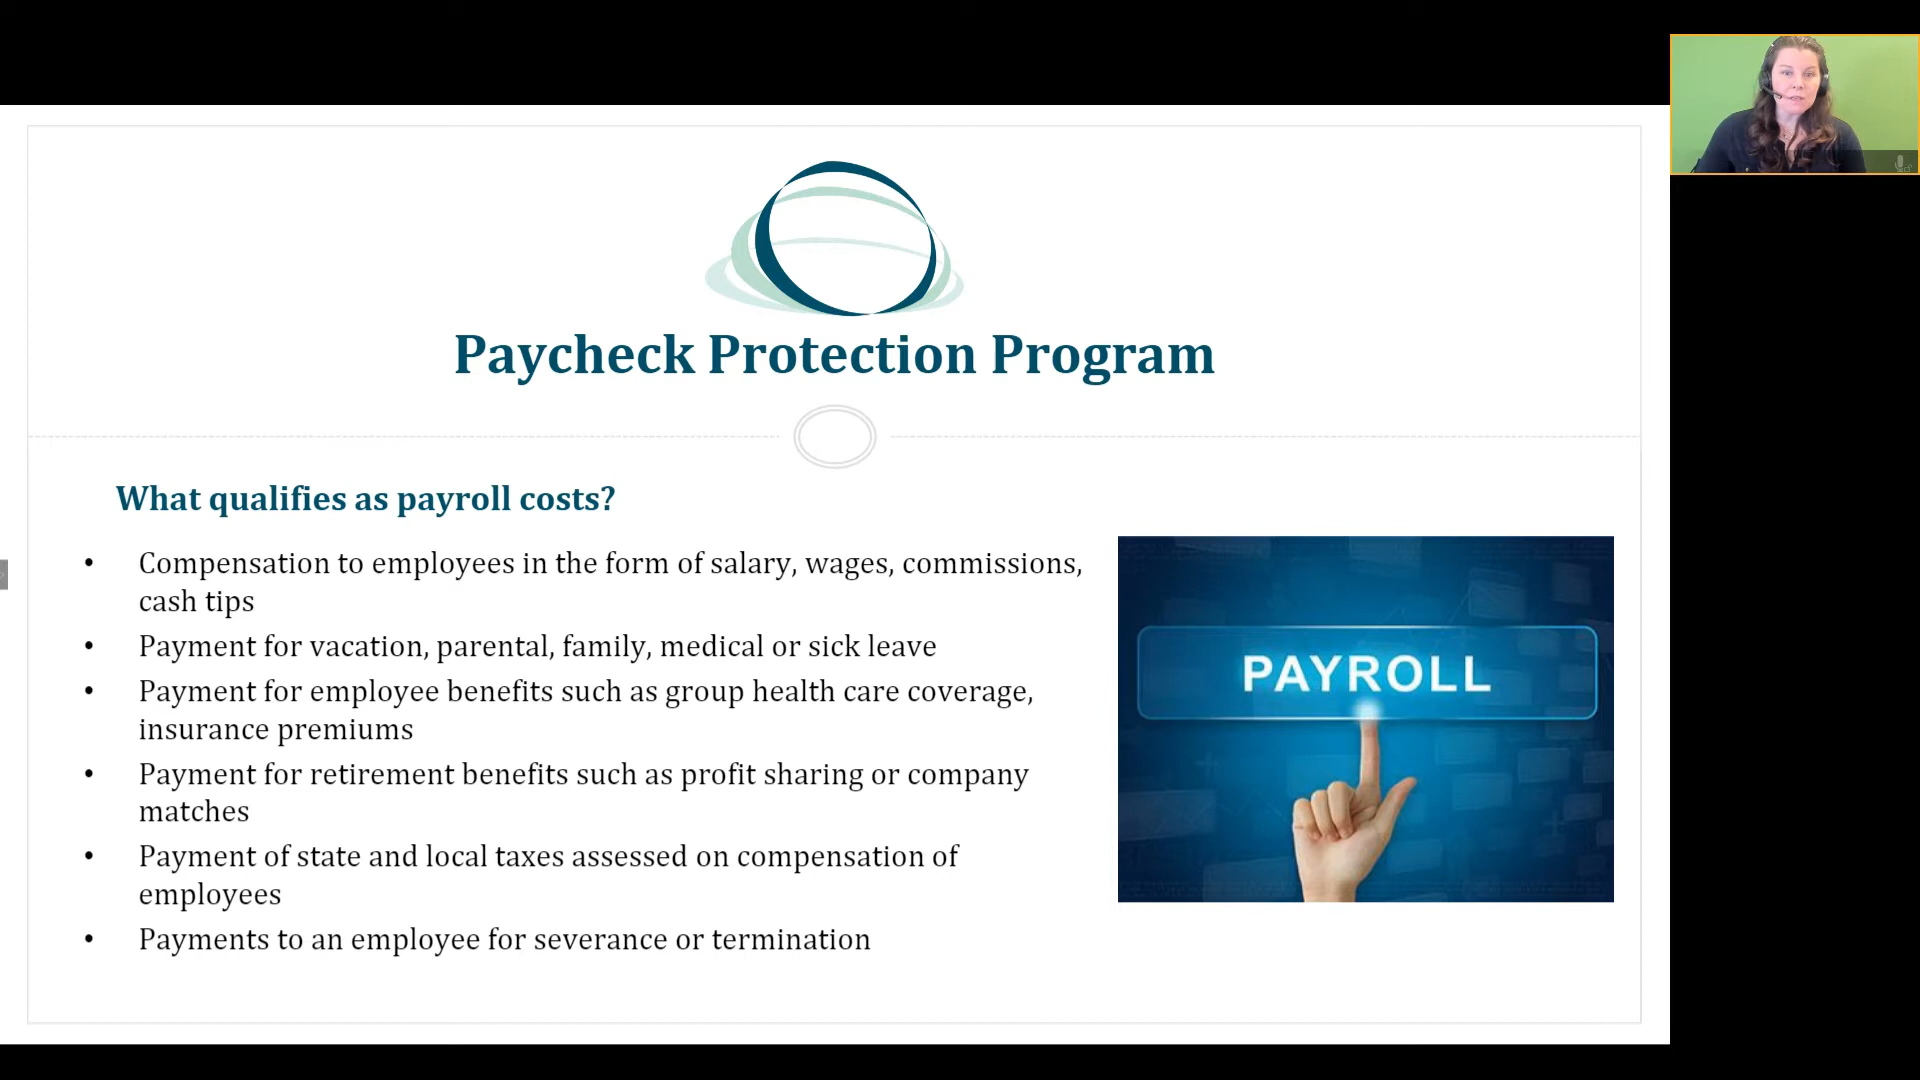 Paycheck Protection Program
What qualifies as payroll costs?
• Compensation to employees in the form of salary, wages, commissions,
cash tips
• Payment for vacation, parental, family, medical or sick leave
• Payment for employee benefits such as group health care coverage,
insurance premiums
• Payment for retirement benefits such as profit sharing or company
matches
• Payment of state and local taxes assessed on compensation of
employees
• Payments to an employee for severance or termination
PAYROLL